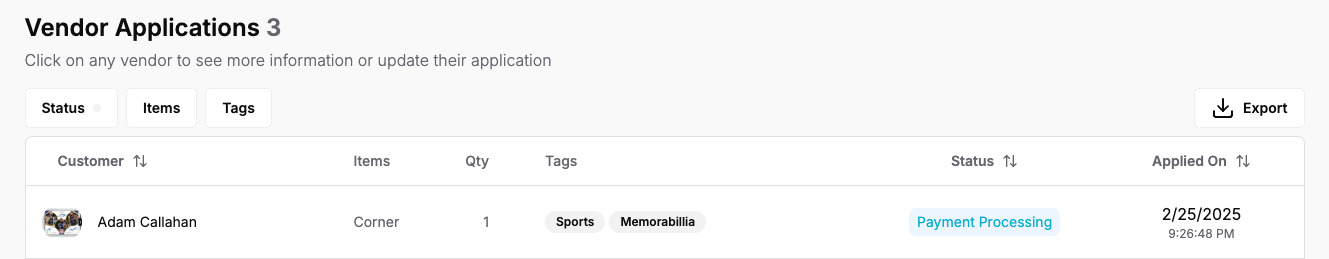 Vendor Applications 3
Click on any vendor to see more information or update their application
Status Items Tags Export
Customer Items Qty Tags Status Applied On
Adam Callahan Corner 1 Sports Memorabillia Payment Processing 2/25/2025
9:26:48 PM